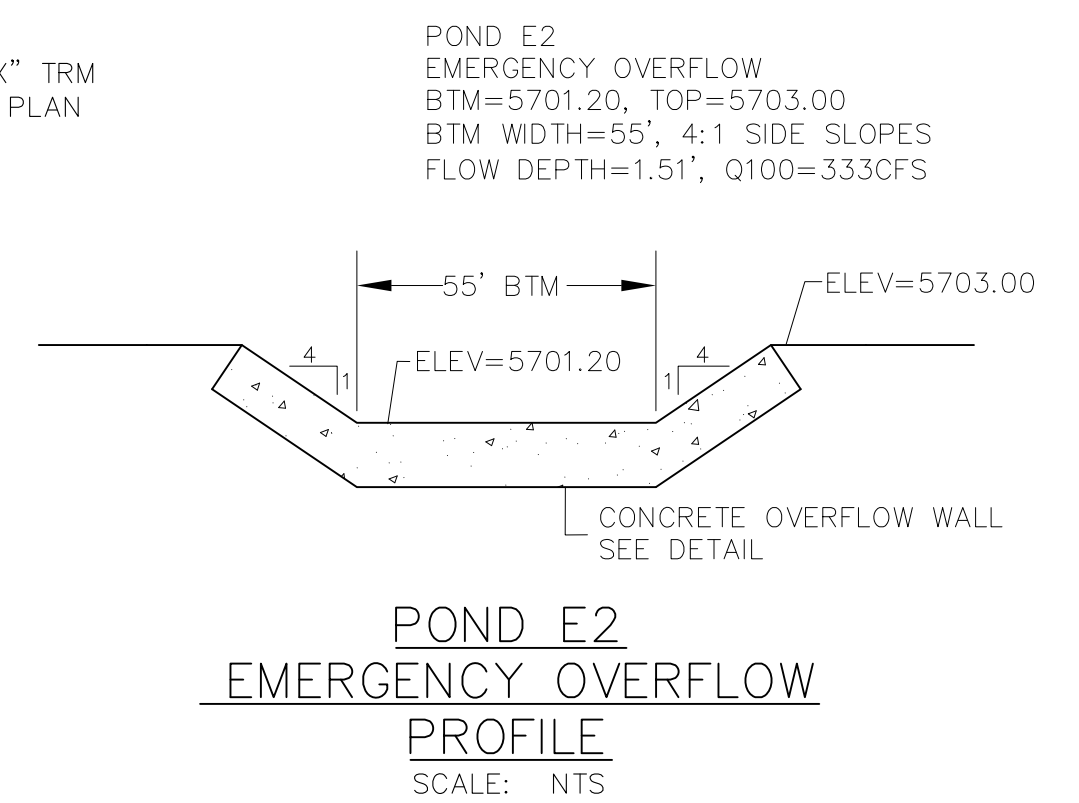 POND E2
EMERGENCY OVERFLOW
X" TRM
BTM=5701.20, TOP=5703.00
PLAN
BTM WIDTH=55', 4:1 SIDE SLOPES
FLOW DEPTH=1.51', Q100=333CFS
55' BTM
ELEV=5703.00
4
1
ELEV=5701.20
4
1
CONCRETE OVERFLOW WALL
SEE DETAIL
POND E2
EMERGENCY OVERFLOW
PROFILE
SCALE: NTS